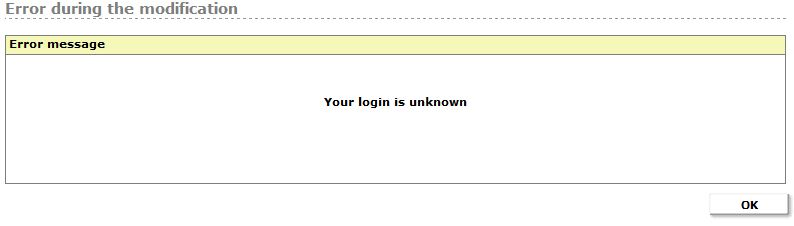 Error during the modification
Error message
Your login is unknown
OK